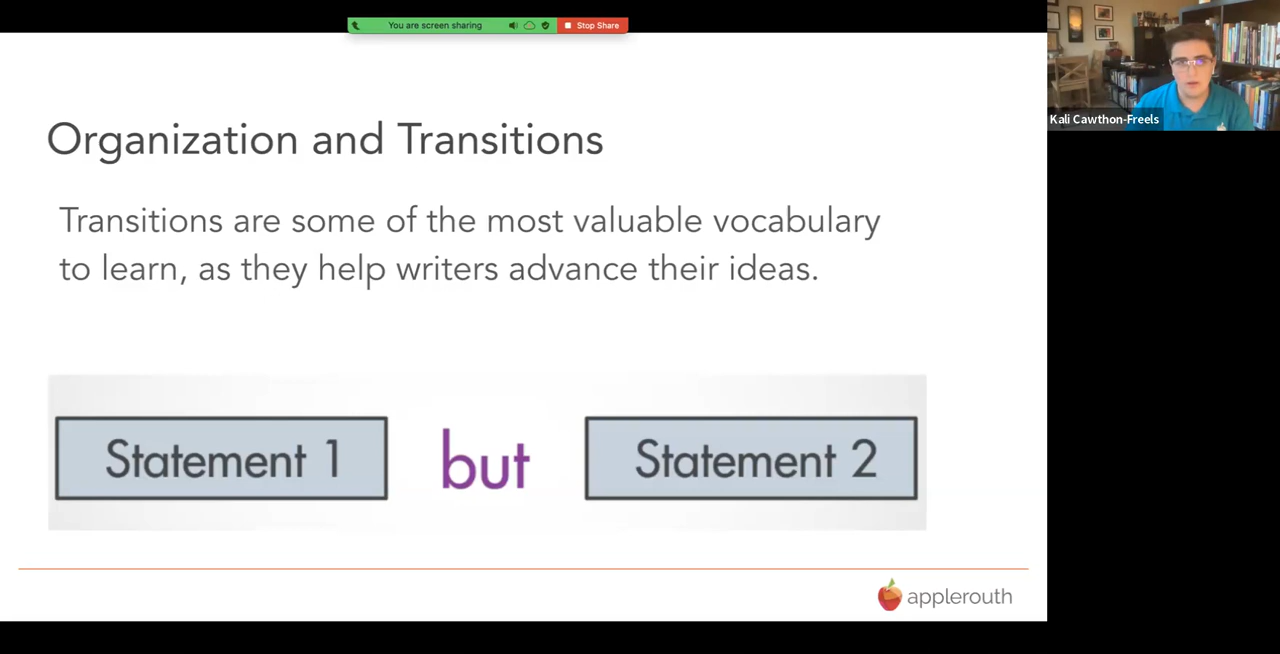 You are screen sharing
Stop Share
Kali Cawthon-Freels
Organization and Transitions
Transitions are some of the most valuable vocabulary
to learn, as they help writers advance their ideas.
Statement 1 but Statement 2
applerouth